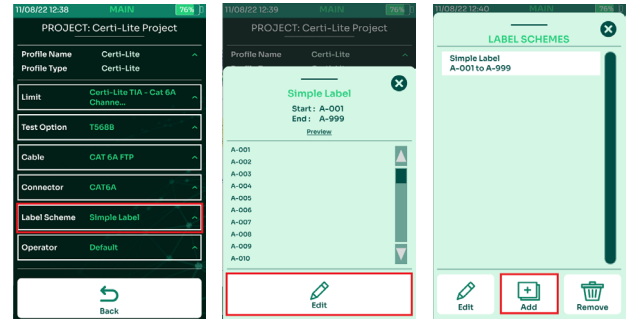 11/08/22 12:38 MAIN 76%
PROJECT: Certi-Lite Project
Profile Name Certi-Lite
Profile Type Certi-Lite
Limit Certi-Lite TIA - Cat 6A
Channe...
Test Option T568B
Cable CAT 6A FTP
Connector CAT6A
Label Scheme Simple Label
Operator Default
Back
11/08/22 12:39 MAIN 76%
PROJECT: Certi-Lite Project
Profile Name Certi-Lite
Simple Label
Start: A-001
End: A-999
Preview
A-001
A-002
A-003
A-004
A-005
A-006
A-007
A-008
A-009
A-010
Edit
11/08/22 12:40 MAIN 76%
LABEL SCHEMES
Simple Label
A-001 to A-999
Edit Add Remove